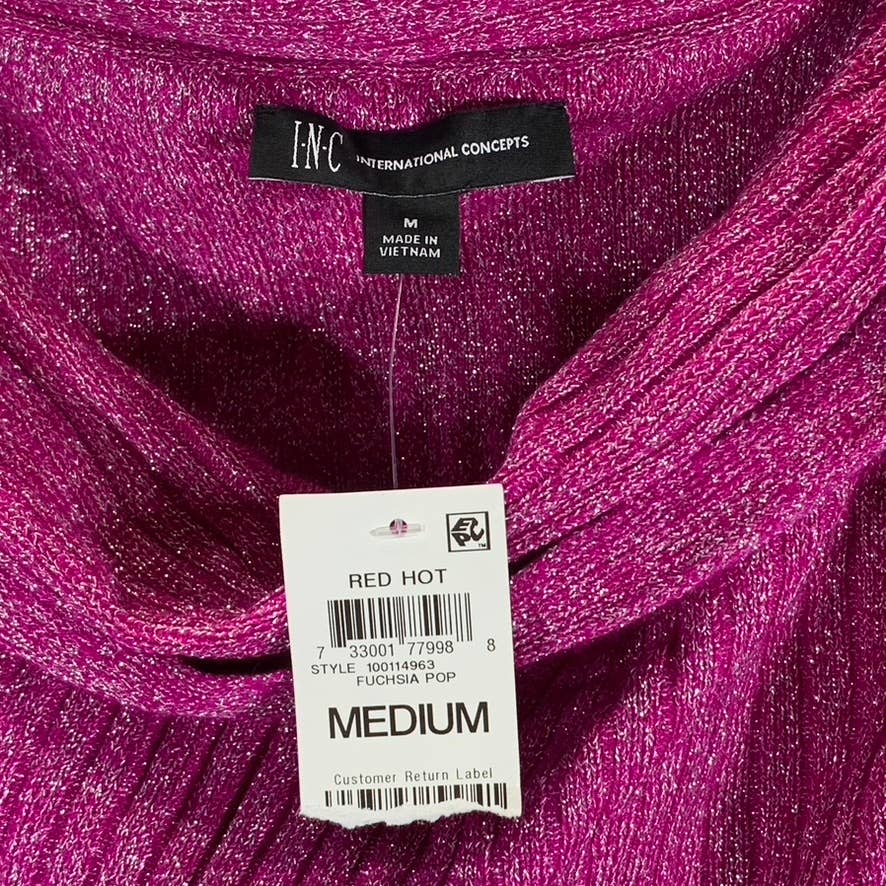 I·N·C INTERNATIONAL CONCEPTS
M
MADE IN
VIETNAM
EPC™
RED HOT
7 33001 77998 8
STYLE 100114963
FUCHSIA POP
MEDIUM
Customer Return Label